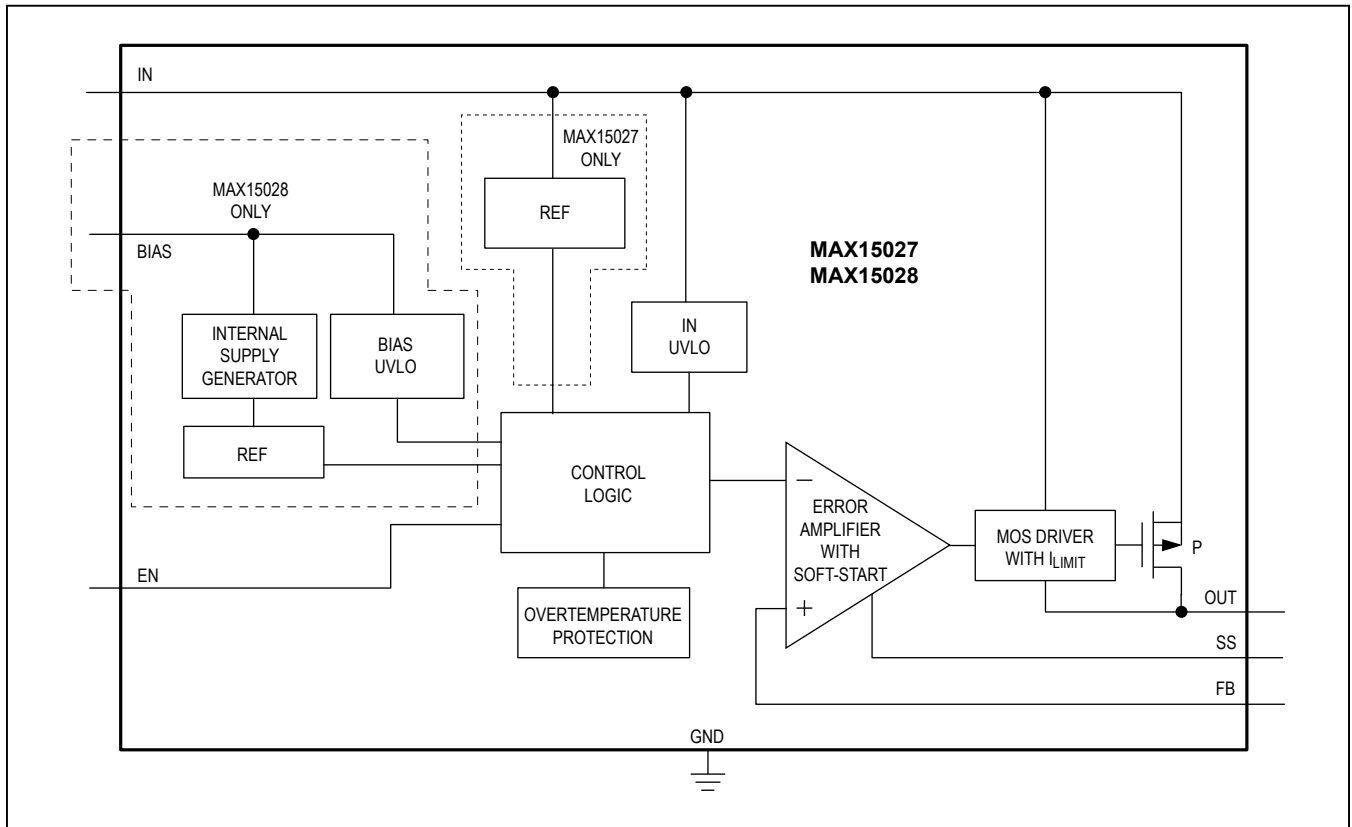 IN
MAX15027
ONLY
REF
MAX15028
ONLY
BIAS
MAX15027
MAX15028
INTERNAL
SUPPLY
GENERATOR
BIAS
UVLO
IN
UVLO
REF
CONTROL
LOGIC
−
ERROR
AMPLIFIER
WITH
SOFT-START
+
MOS DRIVER
WITH ILIMIT
P
EN
OVERTEMPERATURE
PROTECTION
OUT
SS
FB
GND